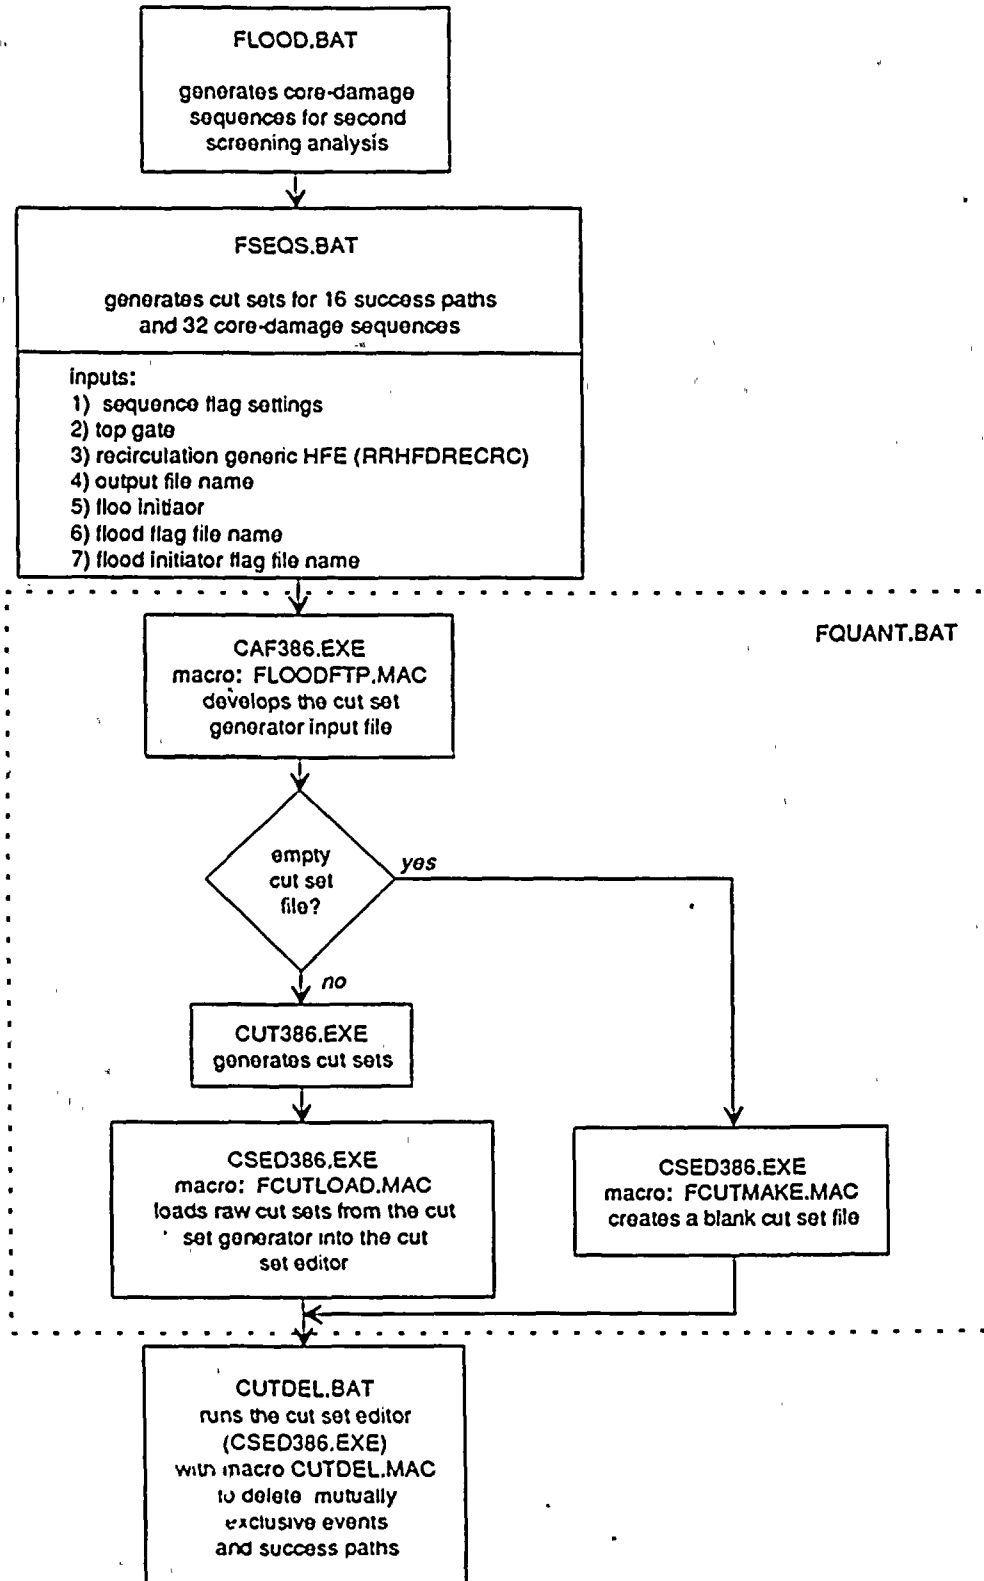 FLOOD.BAT
generates core-damage
sequences for second
screening analysis
FSEQS.BAT
generates cut sets for 16 success paths
and 32 core-damage sequences
inputs:
1) sequence flag settings
2) top gate
3) recirculation generic HFE (RRHFDRECRC)
4) output file name
5) floo initiaor
6) flood flag file name
7) flood initiator flag file name
FQUANT.BAT
CAF386.EXE
macro: FLOODFTP.MAC
develops the cut set
generator input file
empty
cut set
file?
yes
no
CUT386.EXE
generates cut sets
CSED386.EXE
macro: FCUTLOAD.MAC
loads raw cut sets from the cut
set generator into the cut
set editor
CSED386.EXE
macro: FCUTMAKE.MAC
creates a blank cut set file
CUTDEL.BAT
runs the cut set editor
(CSED386.EXE)
with macro CUTDEL.MAC
to delete mutually
exclusive events
and success paths